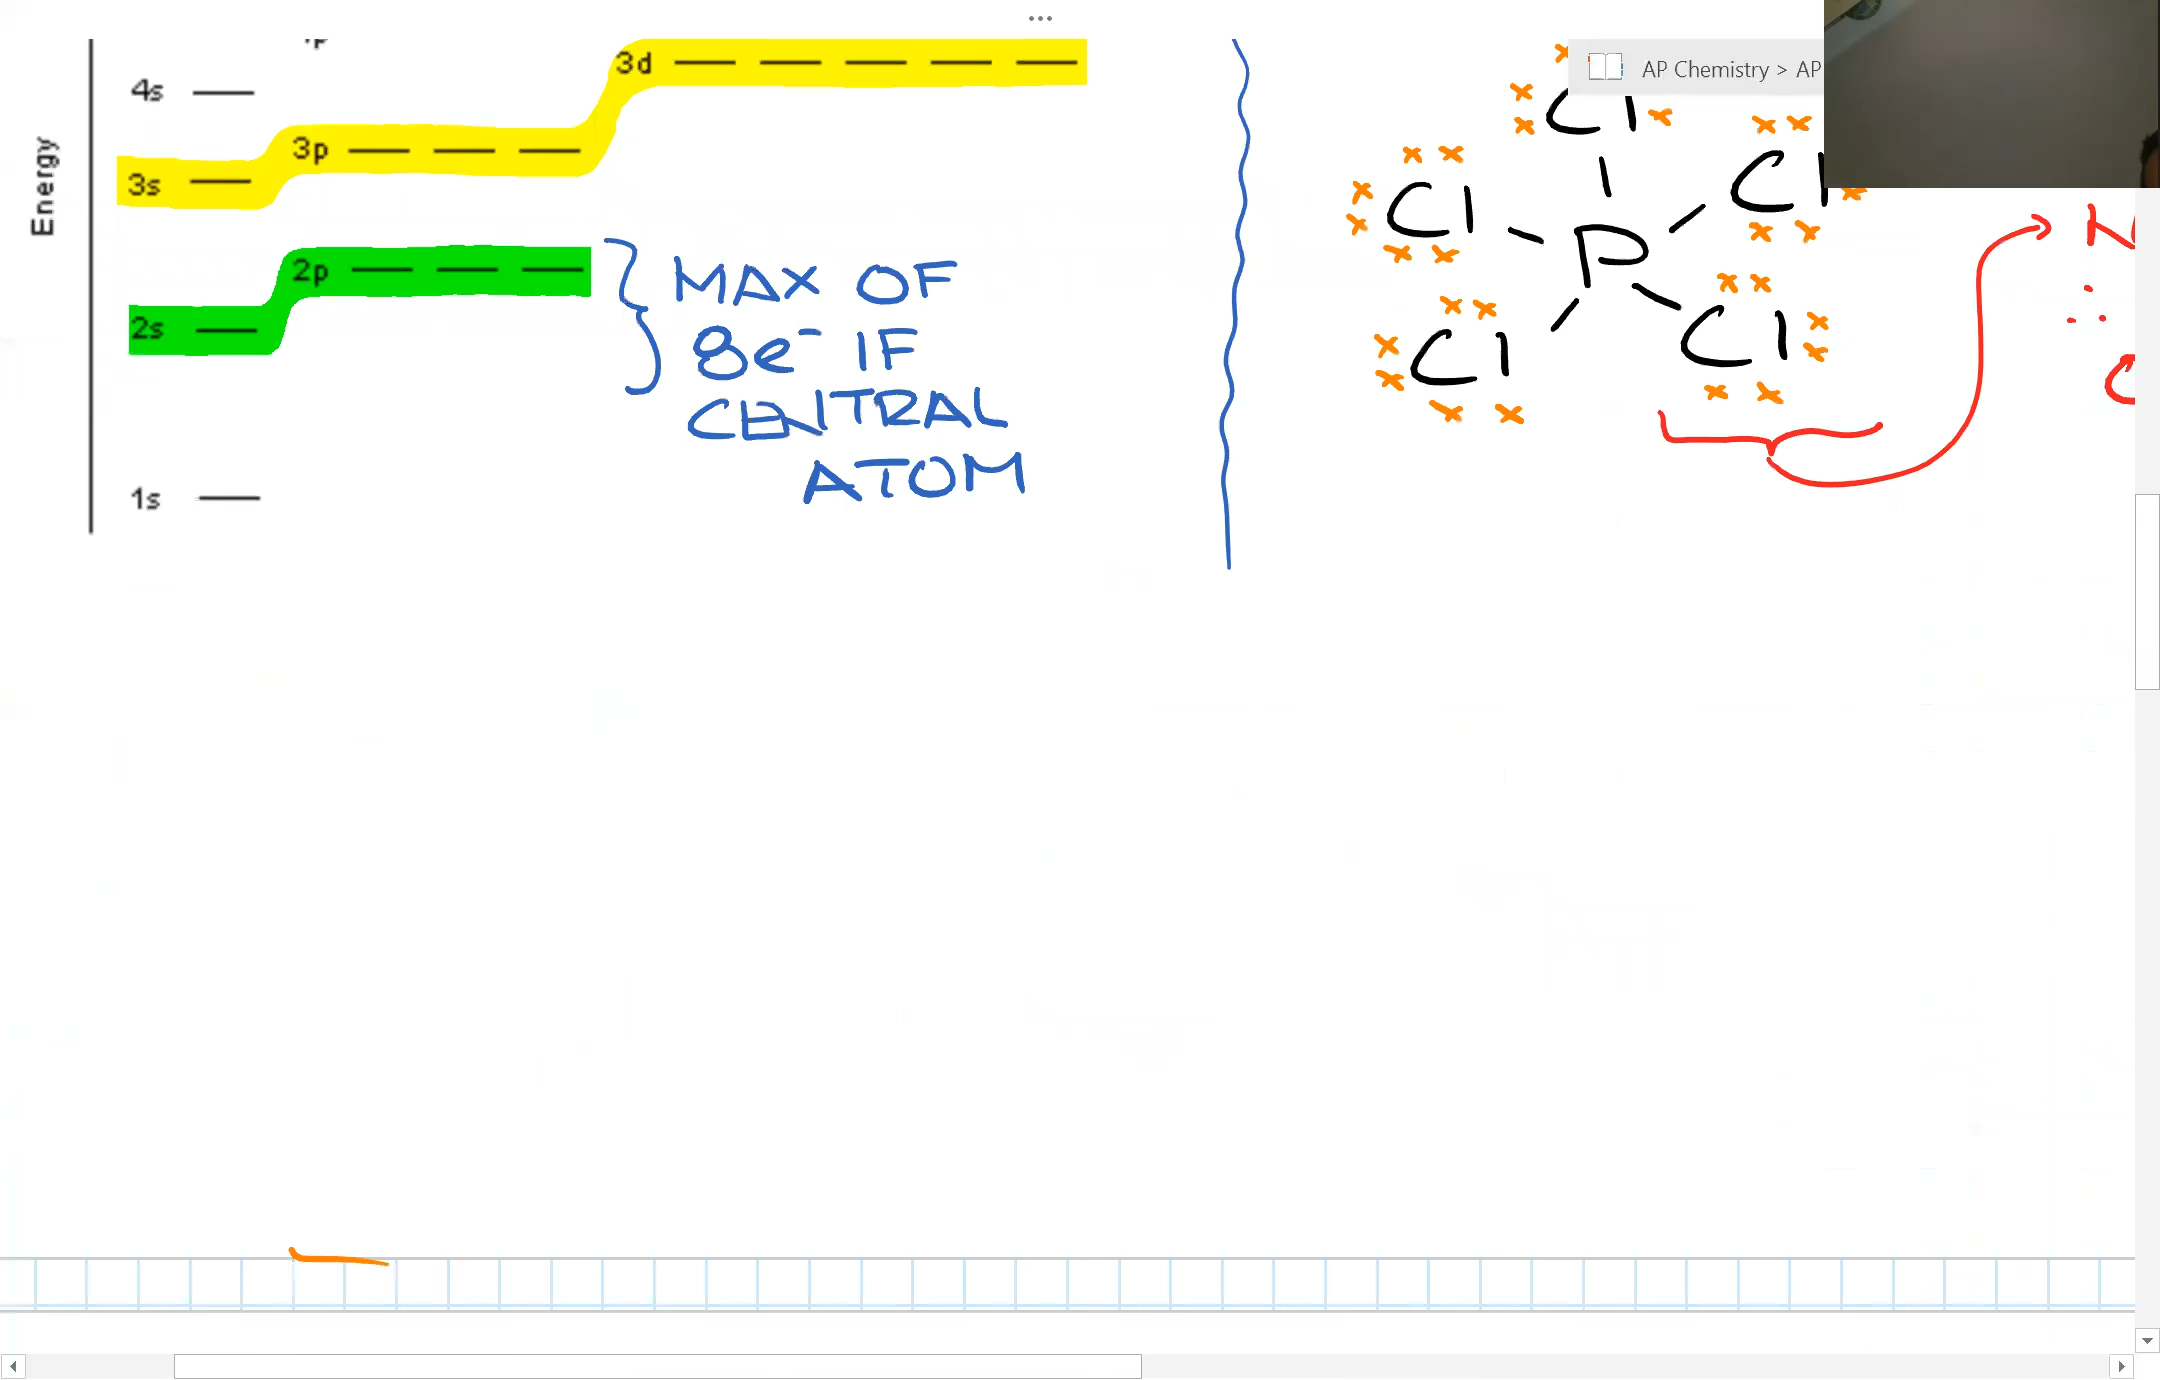 3d
AP Chemistry > AP
4s
Cl
3p
Cl
Cl
3s
Energy
P
2p
MAX OF
2s
8e⁻ IF
Cl
Cl
CENTRAL
ATOM
1s